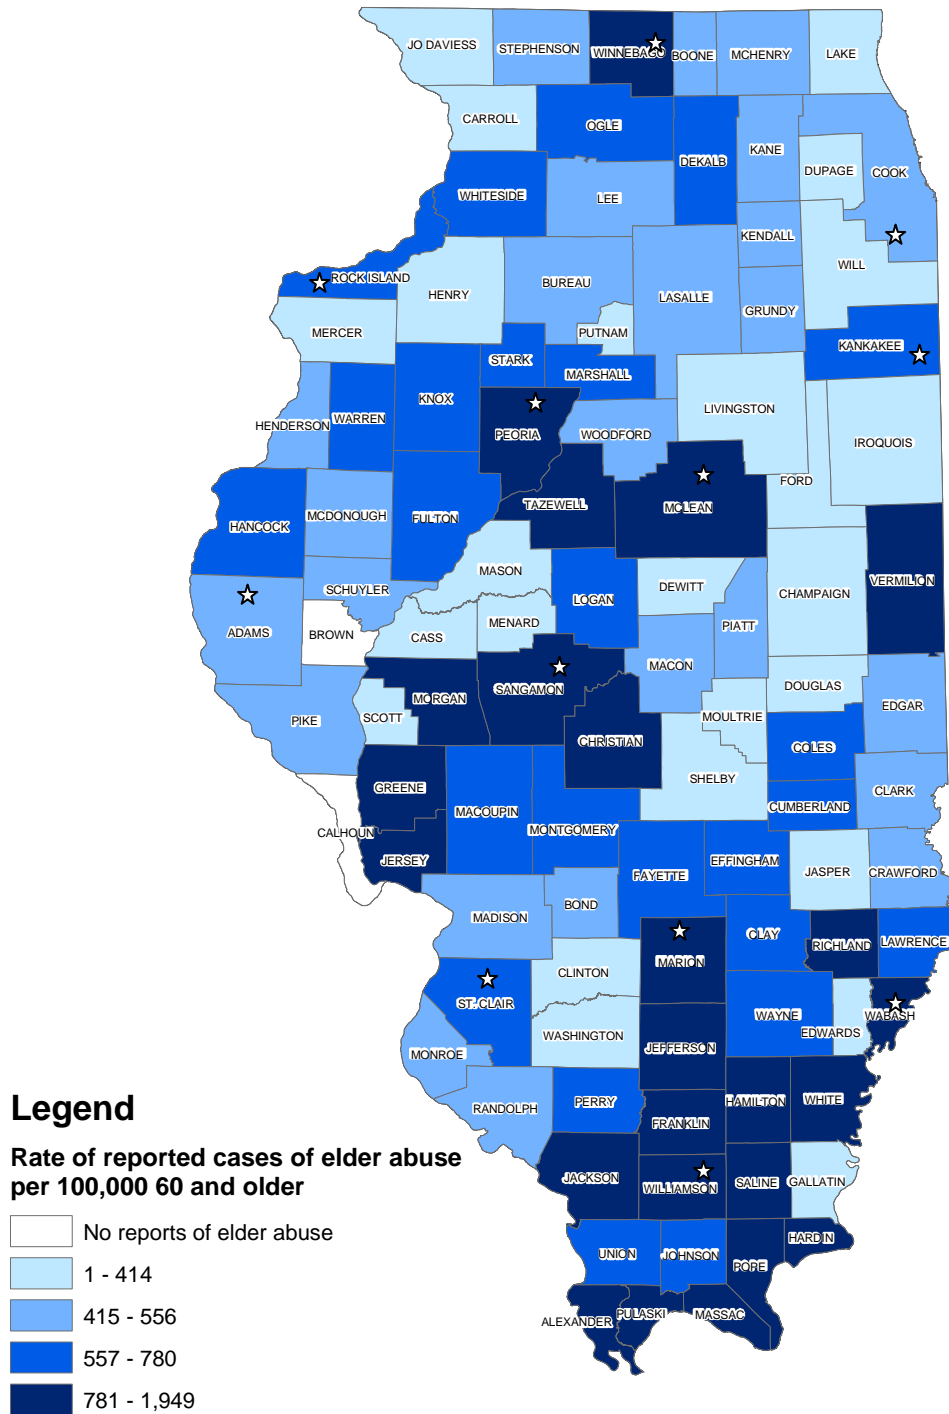 JO DAVIESS
STEPHENSON
WINNEBAGO
BOONE
MCHENRY
LAKE
CARROLL
OGLE
DEKALB
KANE
DUPAGE
COOK
WHITESIDE
LEE
KENDALL
WILL
ROCK ISLAND
HENRY
BUREAU
LASALLE
GRUNDY
MERCER
PUTNAM
KANKAKEE
STARK
MARSHALL
KNOX
WARREN
HENDERSON
PEORIA
WOODFORD
LIVINGSTON
IROQUOIS
FORD
HANCOCK
MCDONOUGH
FULTON
TAZEWELL
MCLEAN
MASON
LOGAN
DEWITT
CHAMPAIGN
VERMILION
SCHUYLER
ADAMS
BROWN
CASS
MENARD
PIATT
MACON
PIKE
SCOTT
MORGAN
SANGAMON
CHRISTIAN
MOULTRIE
DOUGLAS
EDGAR
COLES
SHELBY
GREENE
MACOUPIN
MONTGOMERY
CUMBERLAND
CLARK
CALHOUN
JERSEY
FAYETTE
EFFINGHAM
JASPER
CRAWFORD
MADISON
BOND
CLAY
RICHLAND
LAWRENCE
MARION
CLINTON
ST. CLAIR
WASHINGTON
WAYNE
EDWARDS
WABASH
MONROE
JEFFERSON
RANDOLPH
PERRY
FRANKLIN
HAMILTON
WHITE
JACKSON
WILLIAMSON
SALINE
GALLATIN
UNION
JOHNSON
POPE
HARDIN
ALEXANDER
PULASKI
MASSAC
Legend
Rate of reported cases of elder abuse
per 100,000 60 and older
No reports of elder abuse
1 - 414
415 - 556
557 - 780
781 - 1,949